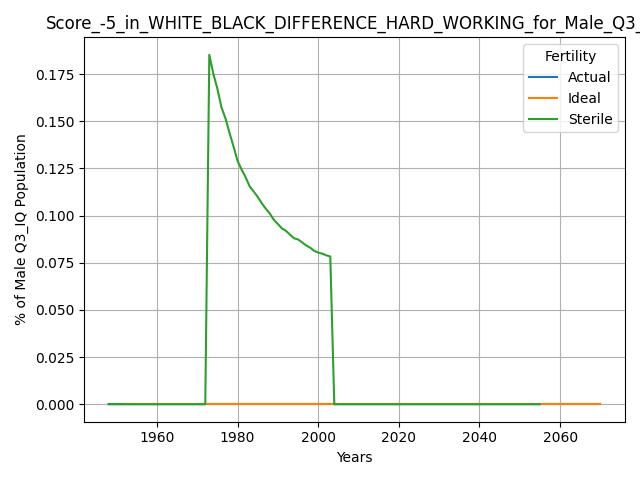 Score_-5_in_WHITE_BLACK_DIFFERENCE_HARD_WORKING_for_Male_Q3_
% of Male Q3_IQ Population
0.175
0.150
0.125
0.100
0.075
0.050
0.025
0.000
Fertility
Actual
Ideal
Sterile
1960 1980 2000 2020 2040 2060
Years